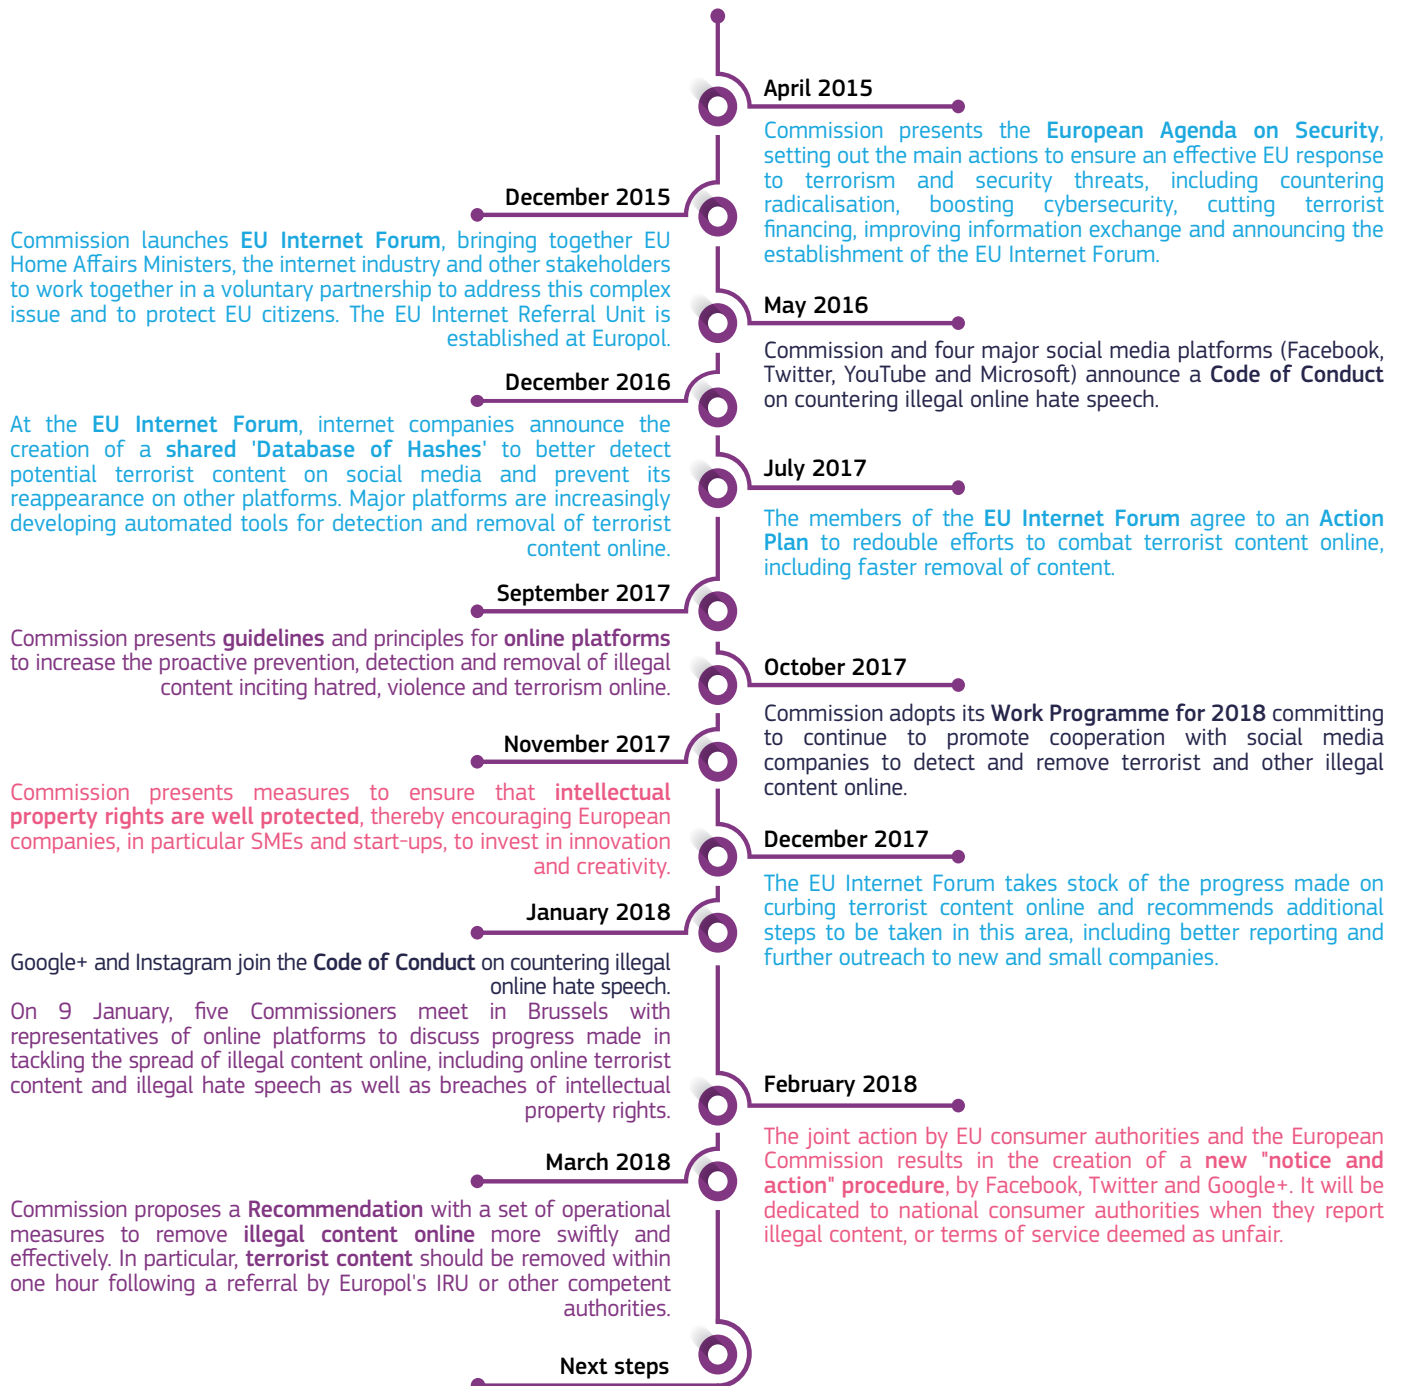 April 2015
Commission presents the European Agenda on Security,
setting out the main actions to ensure an effective EU response
to terrorism and security threats, including countering
radicalisation, boosting cybersecurity, cutting terrorist
financing, improving information exchange and announcing the
establishment of the EU Internet Forum.
December 2015
Commission launches EU Internet Forum, bringing together EU
Home Affairs Ministers, the internet industry and other stakeholders
to work together in a voluntary partnership to address this complex
issue and to protect EU citizens. The EU Internet Referral Unit is
established at Europol.
May 2016
Commission and four major social media platforms (Facebook,
Twitter, YouTube and Microsoft) announce a Code of Conduct
on countering illegal online hate speech.
December 2016
At the EU Internet Forum, internet companies announce the
creation of a shared 'Database of Hashes' to better detect
potential terrorist content on social media and prevent its
reappearance on other platforms. Major platforms are increasingly
developing automated tools for detection and removal of terrorist
content online.
July 2017
The members of the EU Internet Forum agree to an Action
Plan to redouble efforts to combat terrorist content online,
including faster removal of content.
September 2017
Commission presents guidelines and principles for online platforms
to increase the proactive prevention, detection and removal of illegal
content inciting hatred, violence and terrorism online.
October 2017
Commission adopts its Work Programme for 2018 committing
to continue to promote cooperation with social media
companies to detect and remove terrorist and other illegal
content online.
November 2017
Commission presents measures to ensure that intellectual
property rights are well protected, thereby encouraging European
companies, in particular SMEs and start-ups, to invest in innovation
and creativity.
December 2017
The EU Internet Forum takes stock of the progress made on
curbing terrorist content online and recommends additional
steps to be taken in this area, including better reporting and
further outreach to new and small companies.
January 2018
Google+ and Instagram join the Code of Conduct on countering illegal
online hate speech.
On 9 January, five Commissioners meet in Brussels with
representatives of online platforms to discuss progress made in
tackling the spread of illegal content online, including online terrorist
content and illegal hate speech as well as breaches of intellectual
property rights.
February 2018
The joint action by EU consumer authorities and the European
Commission results in the creation of a new "notice and
action" procedure, by Facebook, Twitter and Google+. It will be
dedicated to national consumer authorities when they report
illegal content, or terms of service deemed as unfair.
March 2018
Commission proposes a Recommendation with a set of operational
measures to remove illegal content online more swiftly and
effectively. In particular, terrorist content should be removed within
one hour following a referral by Europol's IRU or other competent
authorities.
Next steps